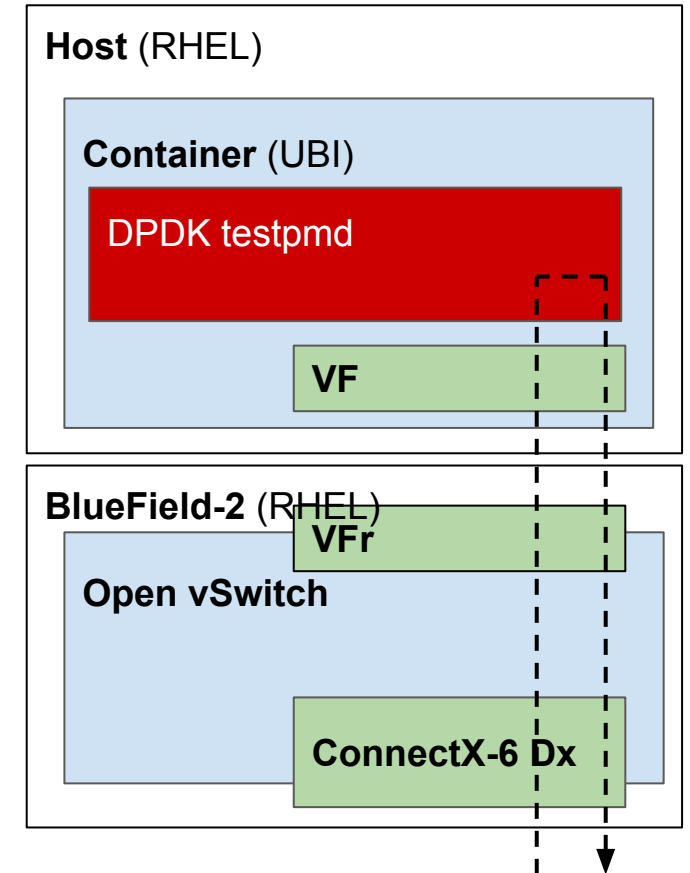 Host (RHEL)
Container (UBI)
DPDK testpmd
VF
BlueField-2 (RHEL)
VFr
Open vSwitch
ConnectX-6 Dx